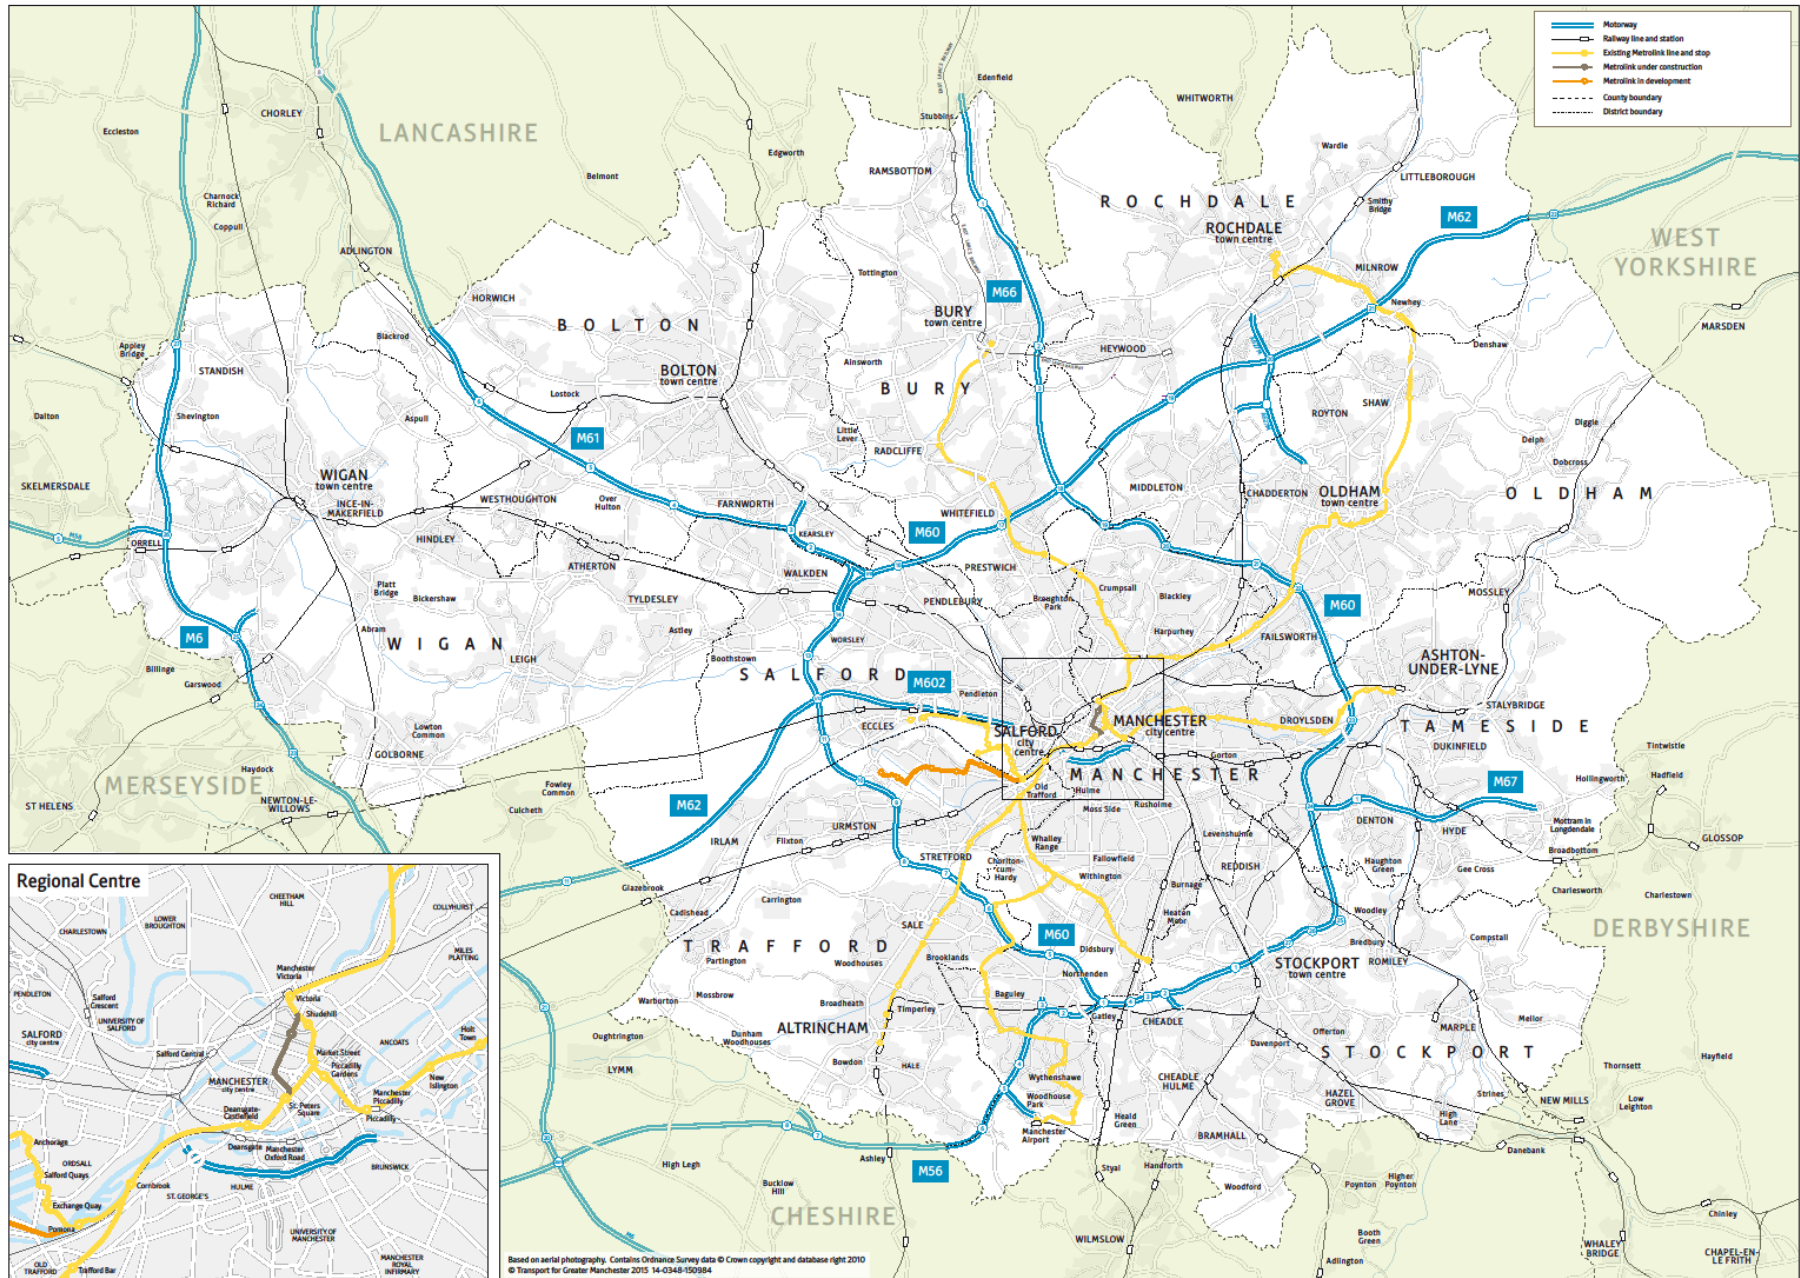 Motorway
Railway line and station
Existing Metrolink line and stop
Metrolink under construction
Metrolink in development
County boundary
District boundary
Edenfield
WHITWORTH
Stubbins
CHORLEY
Eccleston
LANCASHIRE
Edgworth
Wardle
RAMSBOTTOM
LITTLEBOROUGH
Belmont
Charnock
Richard
Coppull
Smithy
Bridge
ROCHDALE
M62
ROCHDALE
town centre
WEST
YORKSHIRE
ADLINGTON
Tottington
MILNROW
HORWICH
M66
Newhey
BOLTON
BURY
town centre
MARSDEN
Blackrod
Appley
Bridge
HEYWOOD
Denshaw
STANDISH
Ainsworth
BOLTON
town centre
BURY
Lostock
SHAW
Dalton
Shevington
Aspull
ROYTON
Diggle
M61
Little
Lever
RADCLIFFE
Delph
Dobcross
WIGAN
town centre
SKELMERSDALE
MIDDLETON
CHADDERTON
OLDHAM
town centre
OLDHAM
INCE-IN-
MAKERFIELD
WESTHOUGHTON
Over
Hulton
FARNWORTH
WHITEFIELD
M60
KEARSLEY
M58
ORRELL
HINDLEY
ATHERTON
WALKDEN
PRESTWICH
Platt
Bridge
Bickershaw
TYLDESLEY
PENDLEBURY
Broughton
Park
Crumpsall
Blackley
M60
MOSSLEY
M6
Abram
Astley
WORSLEY
Harpurhey
FAILSWORTH
WIGAN
LEIGH
Boothstown
ASHTON-
UNDER-LYNE
Billinge
Garswood
SALFORD
M602
Pendleton
STALYBRIDGE
Lowton
Common
ECCLES
SALFORD
city
centre
MANCHESTER
city centre
DROYLSDEN
TAMESIDE
GOLBORNE
DUKINFIELD
Tintwistle
Gorton
Haydock
MERSEYSIDE
MANCHESTER
M67
Hollingworth
Hadfield
Fowley
Common
Old
Trafford
Hulme
ST HELENS
NEWTON-LE-
WILLOWS
Culcheth
M62
Moss Side
Rusholme
DENTON
HYDE
Mottram in
Longdendale
URMSTON
Levenshulme
GLOSSOP
IRLAM
Flixton
Whalley
Range
Broadbottom
STRETFORD
Chorlton-
cum-
Hardy
Fallowfield
REDDISH
Haughton
Green
Gee Cross
Withington
Glazebrook
Burnage
Charlesworth
Charlestown
Carrington
Cadishead
Heaton
Moor
Woodley
SALE
DERBYSHIRE
TRAFFORD
M60
Bredbury
Compstall
Partington
Woodhouses
Brooklands
Didsbury
STOCKPORT
town centre
ROMILEY
Northenden
Warburton
Mossbrow
Broadheath
Baguley
Timperley
Gatley
CHEADLE
Mellor
ALTRINCHAM
Oughtrington
Dunham
Woodhouses
Offerton
MARPLE
Davenport
STOCKPORT
Hayfield
LYMM
Bowdon
HALE
Thornsett
Wythenshawe
CHEADLE
HULME
Woodhouse
Park
HAZEL
GROVE
Strines
NEW MILLS
Low
Leighton
Heald
Green
High
Lane
Manchester
Airport
BRAMHALL
Danebank
M56
Ashley
High Legh
Styal
Handforth
Bucklow
Hill
Woodford
Poynton
Higher
Poynton
CHESHIRE
Chinley
WILMSLOW
Booth
Green
WHALEY
BRIDGE
CHAPEL-EN-
LE FRITH
Adlington
M6
Regional Centre
CHEETHAM
HILL
COLLYHURST
LOWER
BROUGHTON
CHARLESTOWN
MILES
PLATTING
Manchester
Victoria
PENDLETON
Salford
Crescent
Victoria
Shudehill
UNIVERSITY OF
SALFORD
SALFORD
city centre
Holt
Town
ANCOATS
Salford Central
Market Street
Piccadilly
Gardens
New
Islington
MANCHESTER
city centre
Manchester
Piccadilly
St. Peters
Square
Deansgate-
Castlefield
Piccadilly
Anchorage
Deansgate
Manchester
Oxford Road
ORDSALL
BRUNSWICK
Salford Quays
Cornbrook
HULME
ST. GEORGE'S
Exchange Quay
Pomona
UNIVERSITY OF
MANCHESTER
OLD
TRAFFORD
Trafford Bar
MANCHESTER
ROYAL
INFIRMARY
Based on aerial photography. Contains Ordnance Survey data © Crown copyright and database right 2010
© Transport for Greater Manchester 2015 14-0348-150984